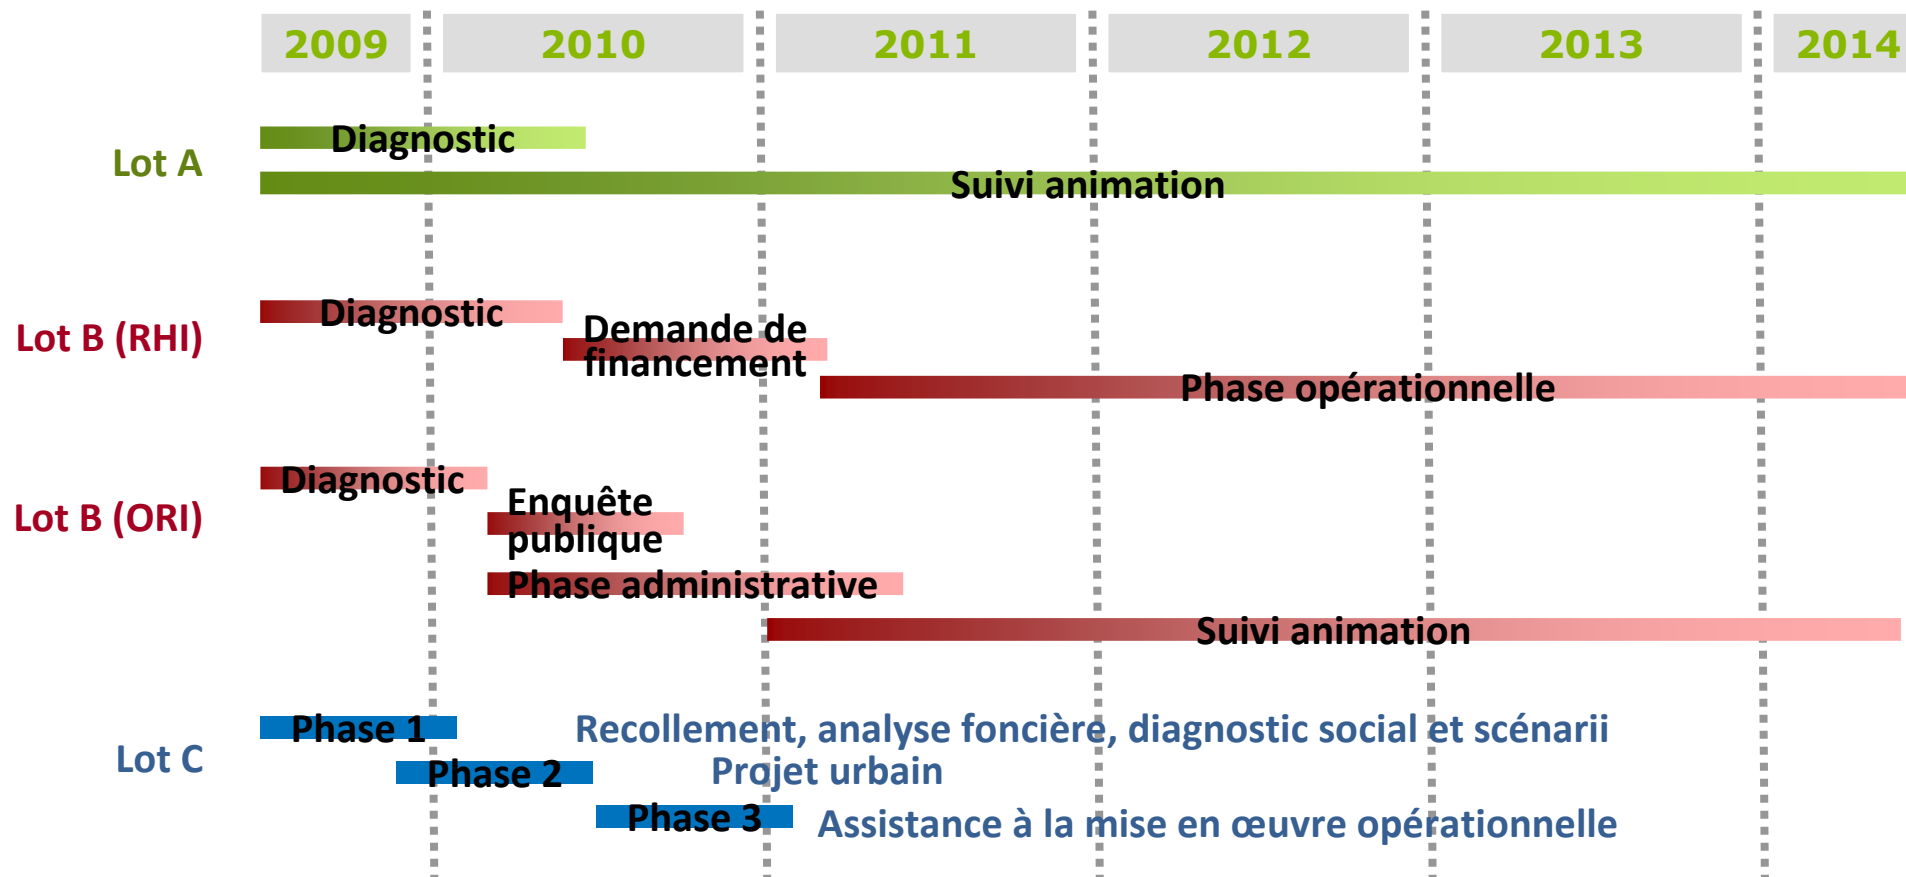 2009 2010 2011 2012 2013 2014
Diagnostic
Lot A
Suivi animation
Diagnostic
Lot B (RHI)
Demande de
financement
Phase opérationnelle
Diagnostic
Lot B (ORI)
Enquête
publique
Phase administrative
Suivi animation
Phase 1 Recollement, analyse foncière, diagnostic social et scénarii
Lot C
Phase 2 Projet urbain
Phase 3 Assistance à la mise en œuvre opérationnelle